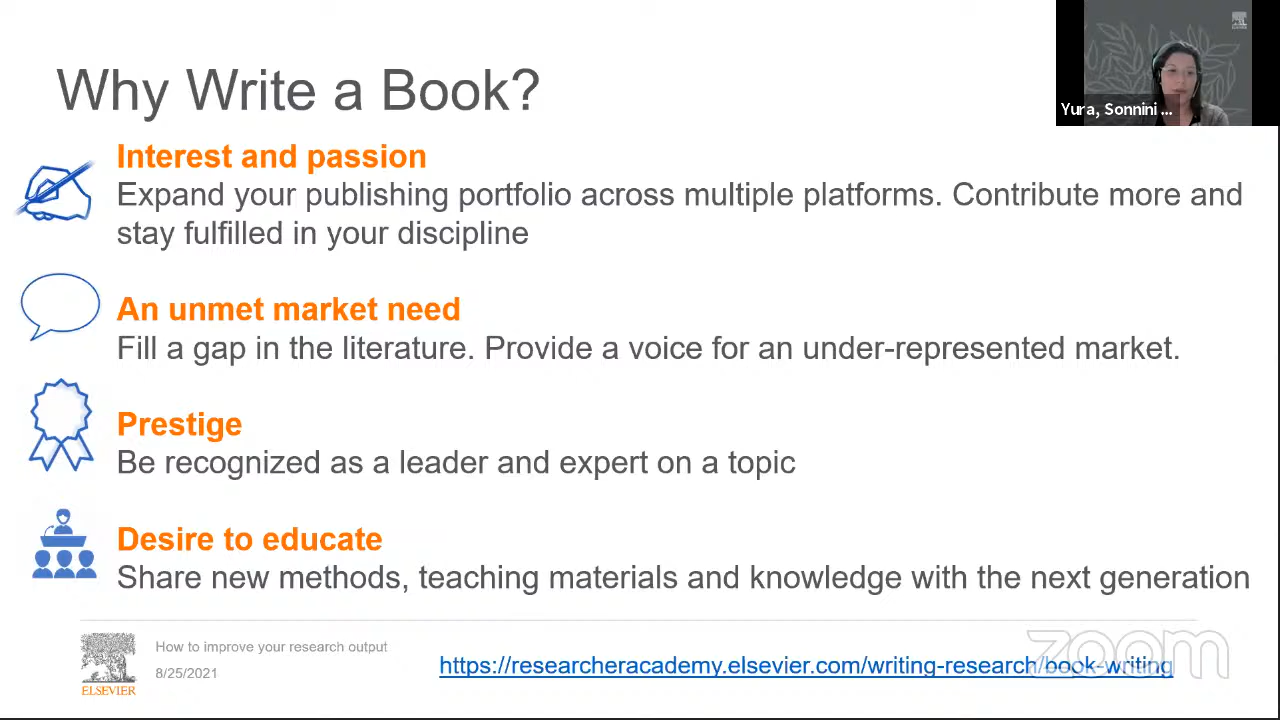 Why Write a Book?
Yura, Sonnini ...
Interest and passion
Expand your publishing portfolio across multiple platforms. Contribute more and
stay fulfilled in your discipline
An unmet market need
Fill a gap in the literature. Provide a voice for an under-represented market.
Prestige
Be recognized as a leader and expert on a topic
Desire to educate
Share new methods, teaching materials and knowledge with the next generation
How to improve your research output
8/25/2021
ELSEVIER
https://researcheracademy.elsevier.com/writing-research/book-writing
zoom